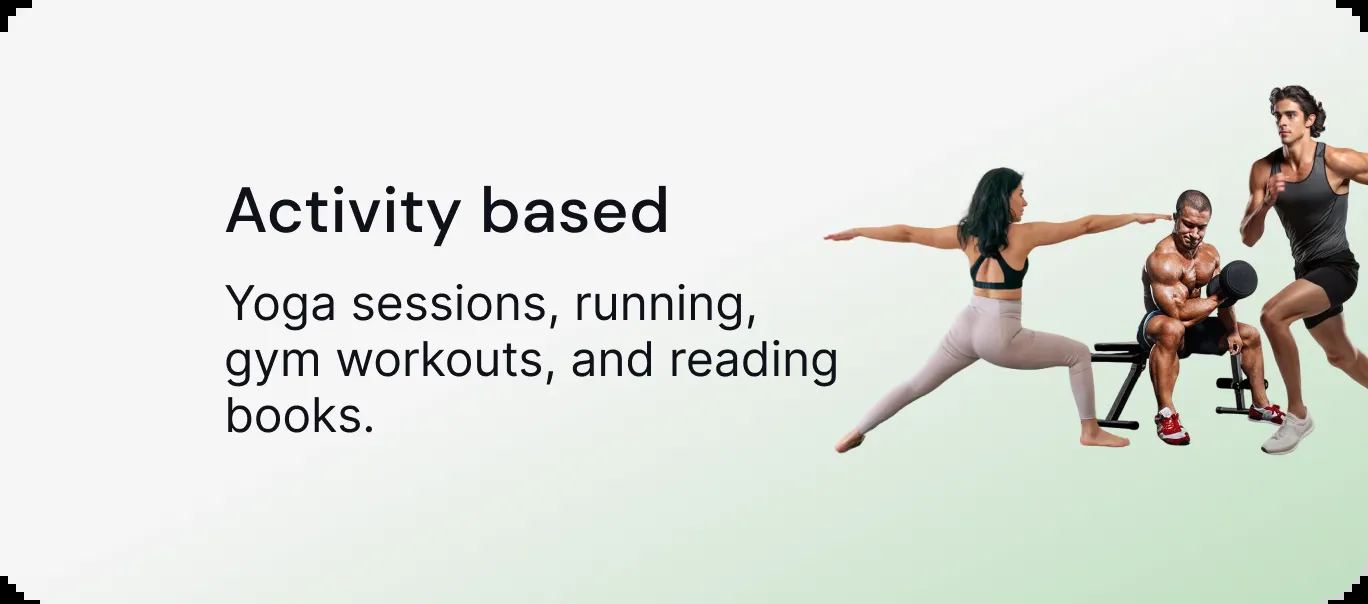 Activity based
Yoga sessions, running,
gym workouts, and reading
books.